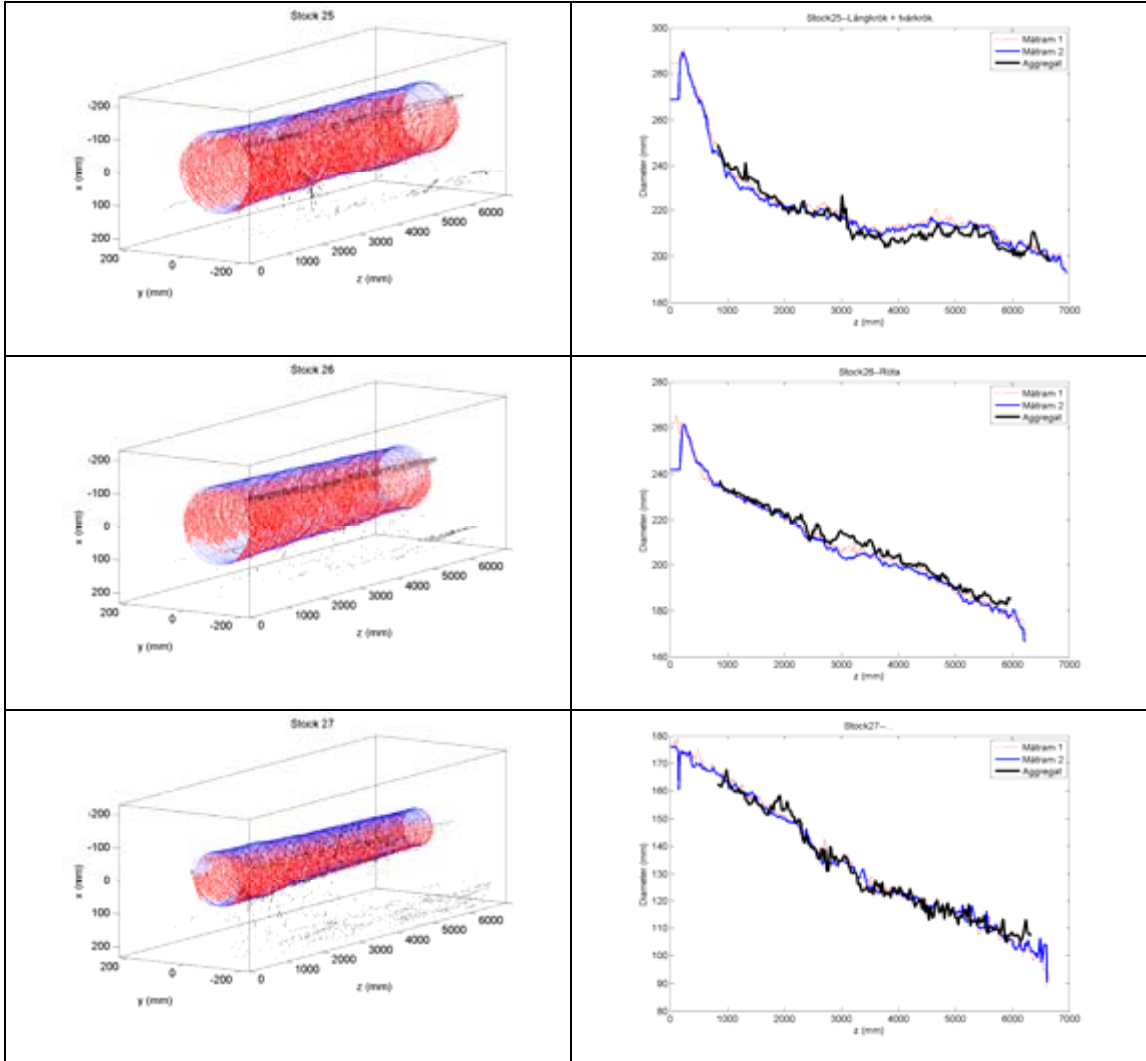 Stock 25
-200
-100
0
100
200
x (mm)
200
0
-200
y (mm)
0 1000 2000 3000 4000 5000 6000
z (mm)
Stock25--Långkrök + tvärkrök
Mätram 1
Mätram 2
Aggregat
300
280
260
240
220
200
180
Diameter (mm)
0 1000 2000 3000 4000 5000 6000 7000
z (mm)
Stock 26
-200
-100
0
100
200
x (mm)
200
0
-200
y (mm)
0 1000 2000 3000 4000 5000 6000
z (mm)
Stock26--Röta
Mätram 1
Mätram 2
Aggregat
280
260
240
220
200
180
160
Diameter (mm)
0 1000 2000 3000 4000 5000 6000 7000
z (mm)
Stock 27
-200
-100
0
100
200
x (mm)
200
0
-200
y (mm)
0 1000 2000 3000 4000 5000 6000
z (mm)
Stock27--...
Mätram 1
Mätram 2
Aggregat
180
170
160
150
140
130
120
110
100
90
80
Diameter (mm)
0 1000 2000 3000 4000 5000 6000 7000
z (mm)